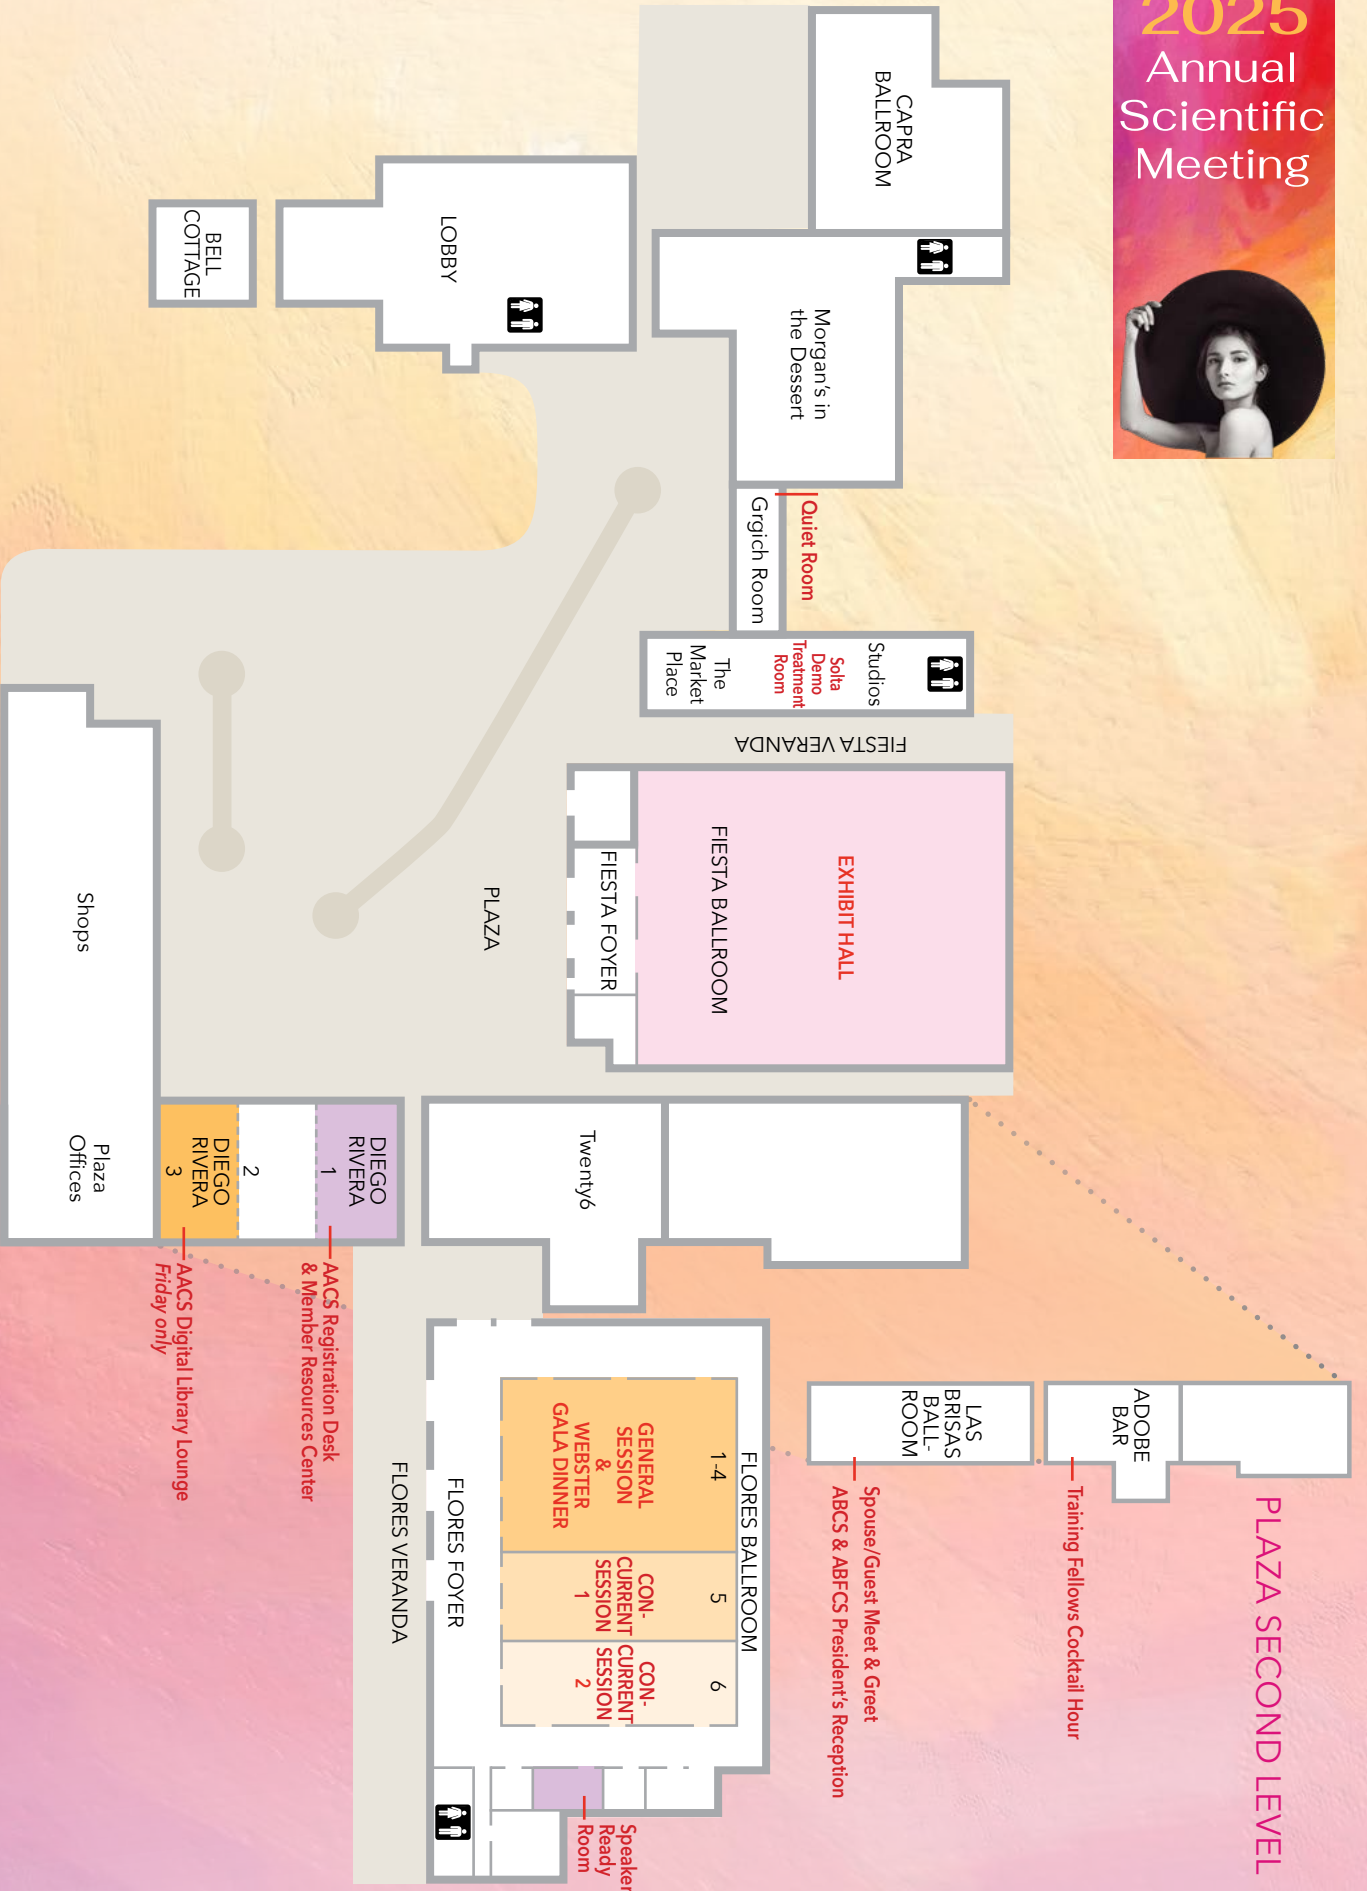 2025
Annual
Scientific
Meeting
CAPRA
BALLROOM
LOBBY
BELL
COTTAGE
Morgan's in
the Dessert
Quiet Room
Grgich Room
Studios
Solta
Demo
Treatment
Room
The
Market
Place
FIESTA VERANDA
EXHIBIT HALL
FIESTA BALLROOM
FIESTA FOYER
PLAZA
Shops
Plaza
Offices
DIEGO
RIVERA
1
2
DIEGO
RIVERA
3
AACS Registration Desk
& Member Resources Center
AACS Digital Library Lounge
Friday only
Twenty6
FLORES BALLROOM
1-4
GENERAL
SESSION
&
WEBSTER
GALA DINNER
5
CON-
CURRENT
SESSION
1
6
CON-
CURRENT
SESSION
2
FLORES FOYER
FLORES VERANDA
Speaker
Ready
Room
PLAZA SECOND LEVEL
ADOBE
BAR
Training Fellows Cocktail Hour
LAS
BRISAS
BALL-
ROOM
Spouse/Guest Meet & Greet
ABCS & ABFCS President's Reception